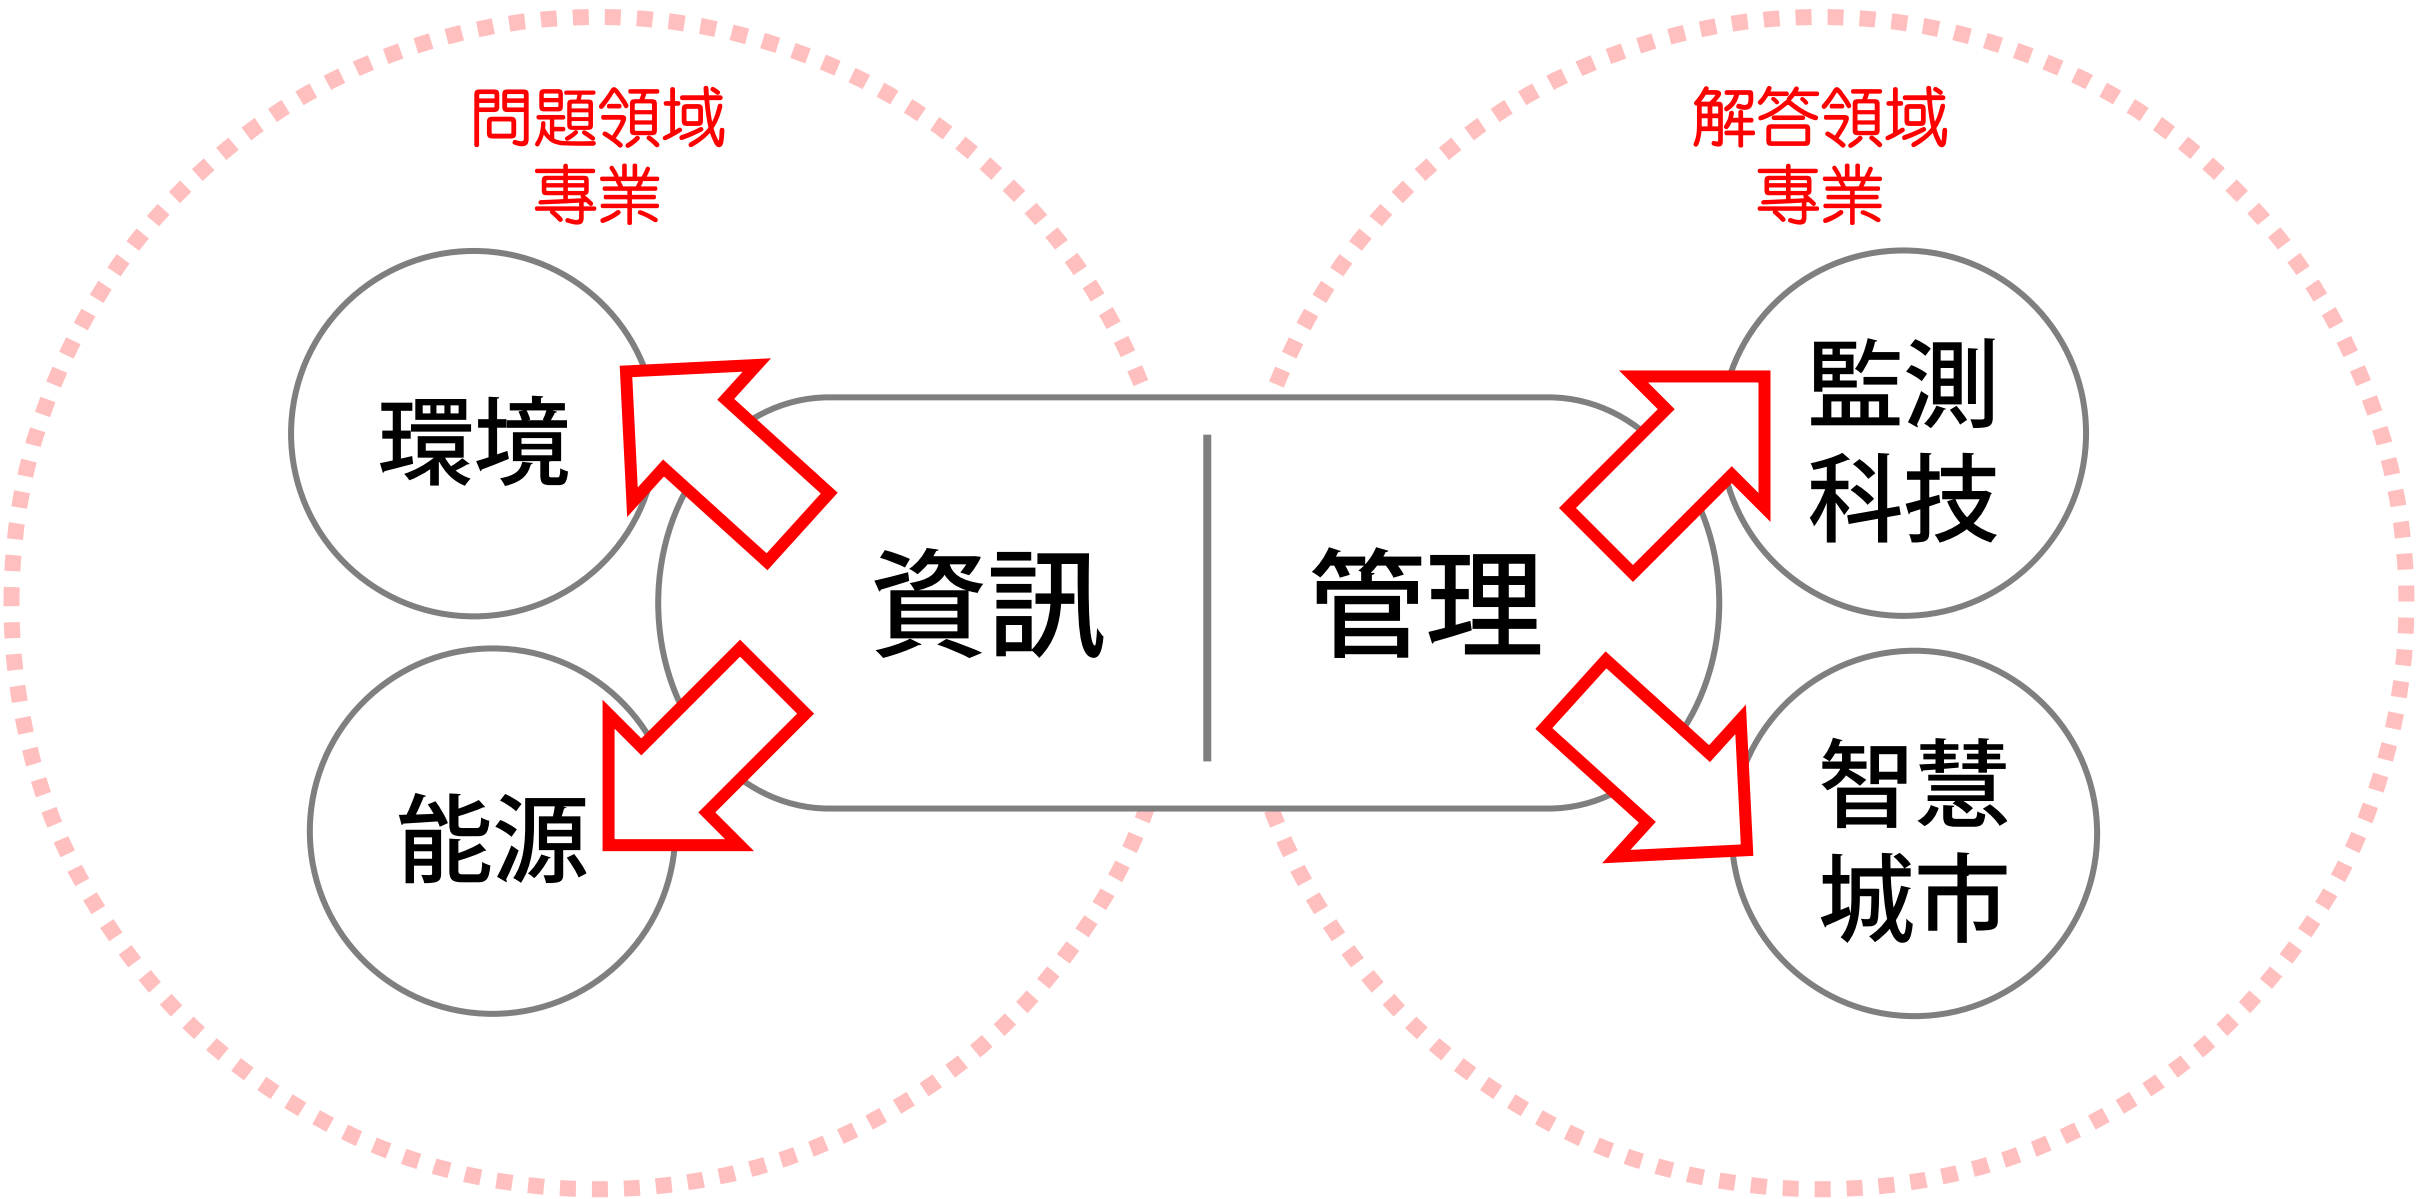 問題領域
專業
環境
能源
資訊
管理
解答領域
專業
監測
科技
智慧
城市